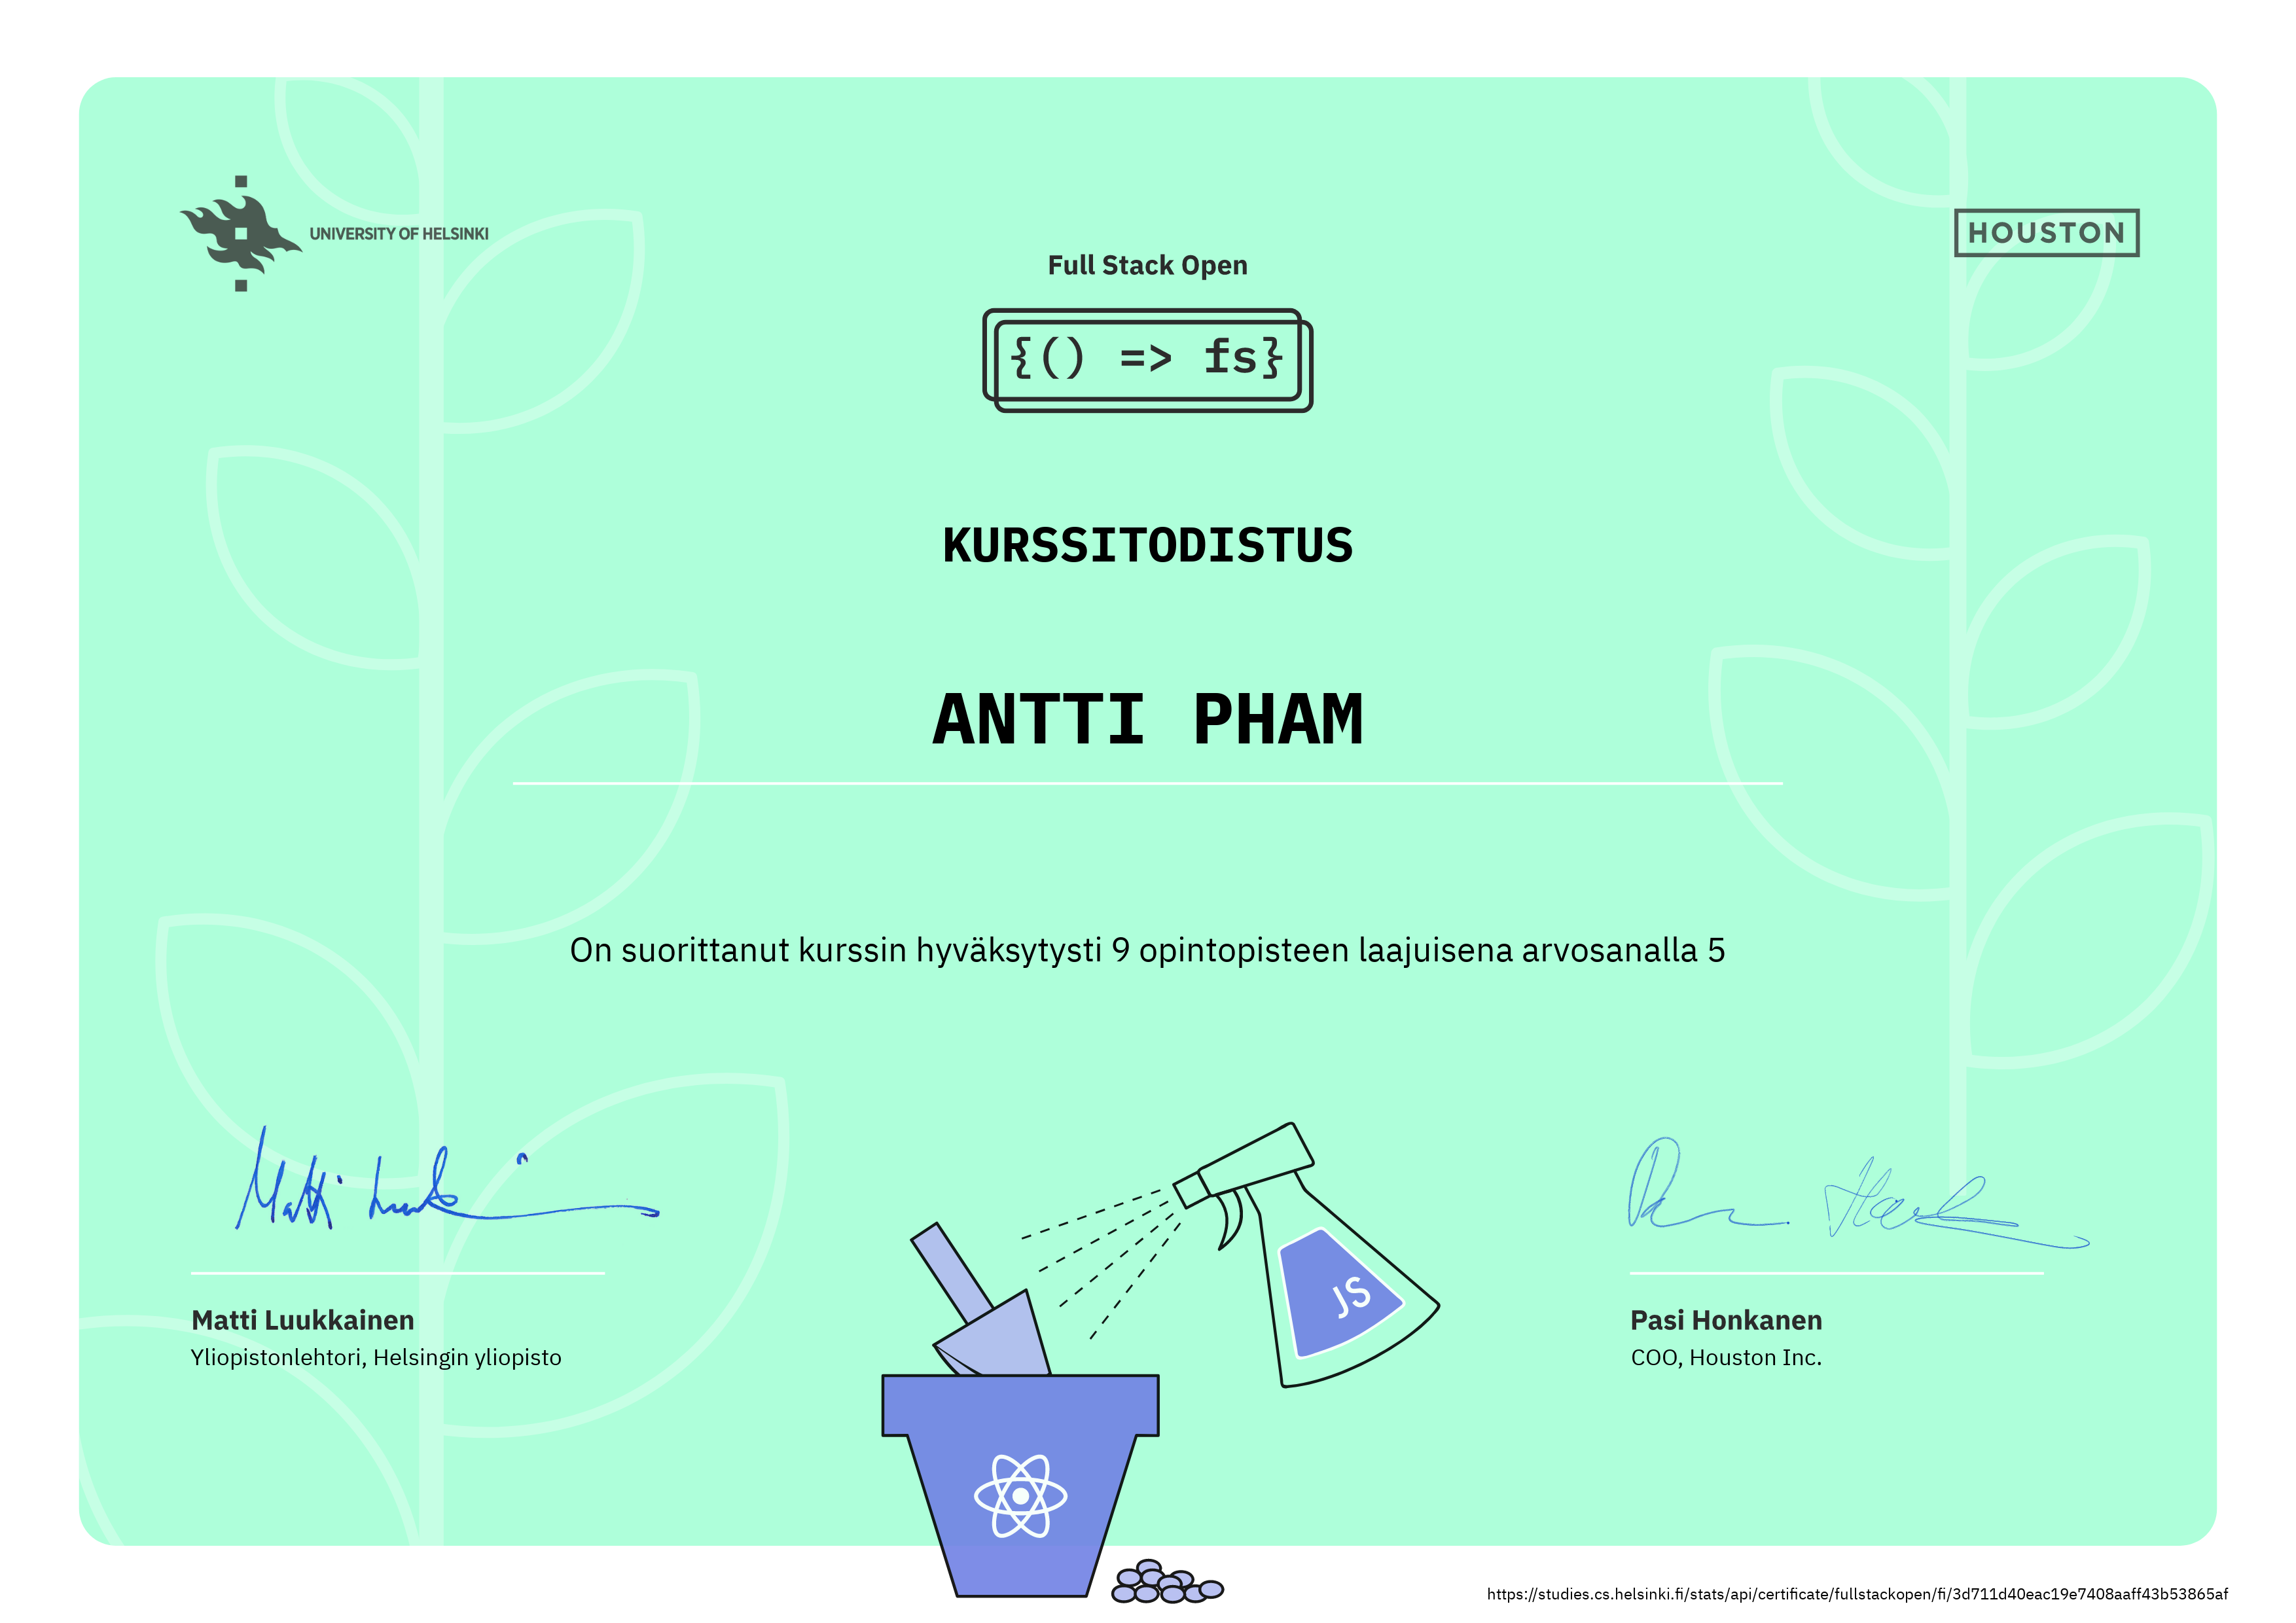 UNIVERSITY OF HELSINKI
HOUSTON
Full Stack Open
{() => fs}
KURSSITODISTUS
ANTTI PHAM
On suorittanut kurssin hyväksytysti 9 opintopisteen laajuisena arvosanalla 5
Matti Luukkainen
Yliopistonlehtori, Helsingin yliopisto
JS
Pasi Honkanen
COO, Houston Inc.
https://studies.cs.helsinki.fi/stats/api/certificate/fullstackopen/fi/3d711d40eac19e7408aaff43b53865af